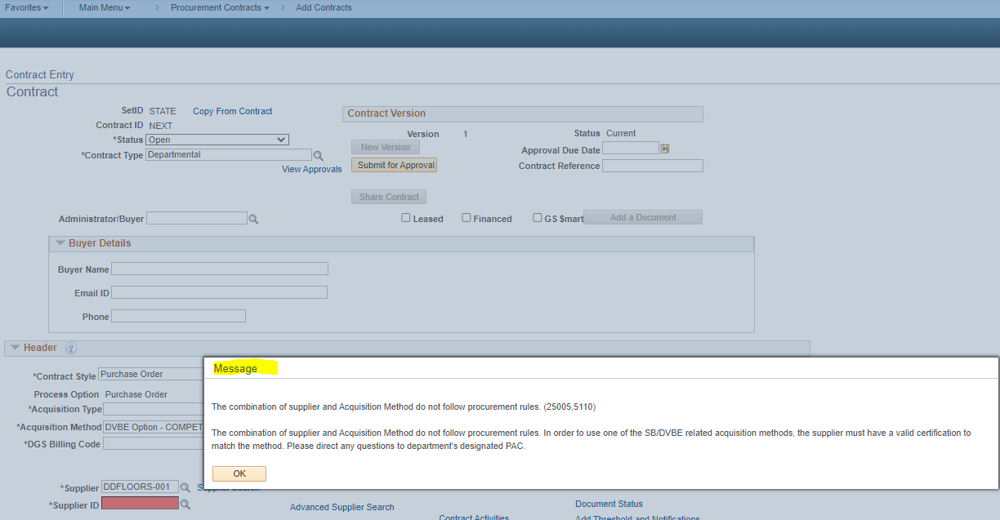 Favorites Main Menu > Procurement Contracts > Add Contracts
Contract Entry
Contract
SetID STATE Copy From Contract
Contract ID NEXT
*Status Open
*Contract Type Departmental
View Approvals
Contract Version
Version 1 Status Current
New Version Approval Due Date 31
Submit for Approval Contract Reference
Share Contract
Administrator/Buyer Leased Financed GS $mart Add a Document
Buyer Details
Buyer Name
Email ID
Phone
Header ?
*Contract Style Purchase Order
Process Option Purchase Order
*Acquisition Type
*Acquisition Method DVBE Option - COMPET
*DGS Billing Code
Message
The combination of supplier and Acquisition Method do not follow procurement rules. (25005,5110)
The combination of supplier and Acquisition Method do not follow procurement rules. In order to use one of the SB/DVBE related acquisition methods, the supplier must have a valid certification to
match the method. Please direct any questions to department's designated PAC.
OK
*Supplier DDFLOORS-001 Supplier Search
*Supplier ID
Advanced Supplier Search Document Status
Contract Activities Add Threshold and Notifications